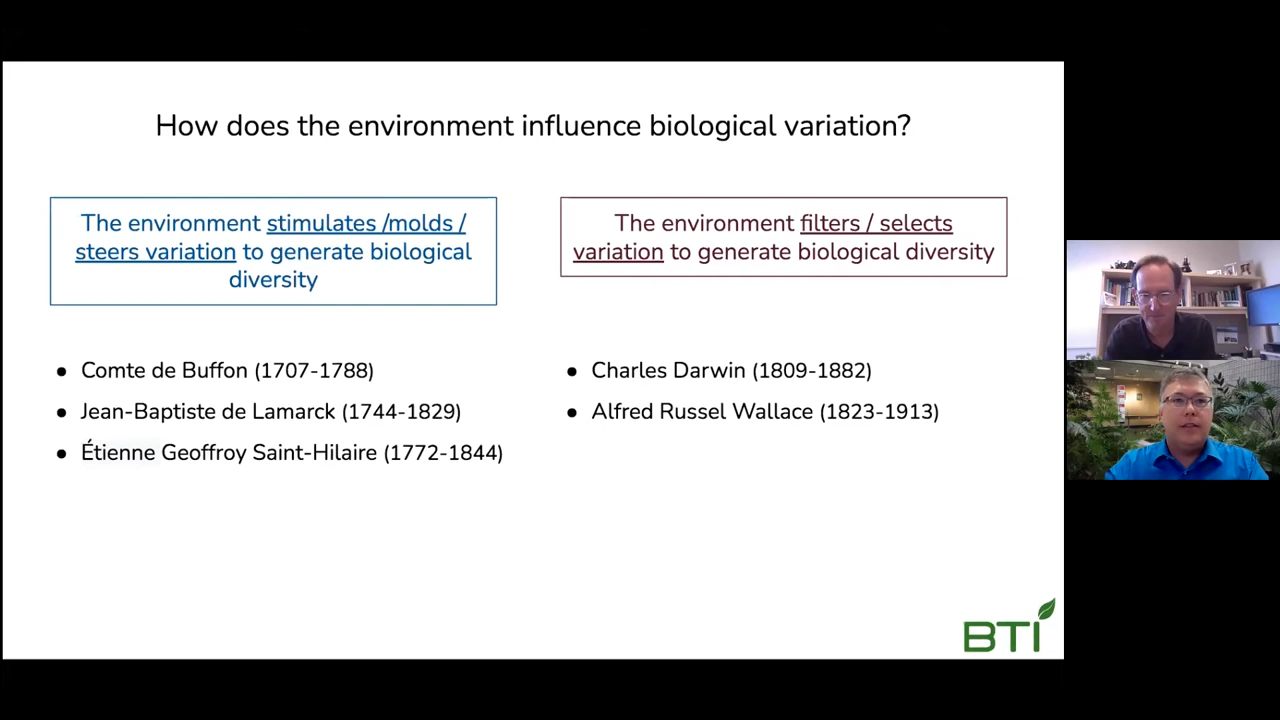 How does the environment influence biological variation?
The environment stimulates /molds /
steers variation to generate biological
diversity
The environment filters / selects
variation to generate biological diversity
● Comte de Buffon (1707-1788)
● Jean-Baptiste de Lamarck (1744-1829)
● Étienne Geoffroy Saint-Hilaire (1772-1844)
● Charles Darwin (1809-1882)
● Alfred Russel Wallace (1823-1913)
BTI